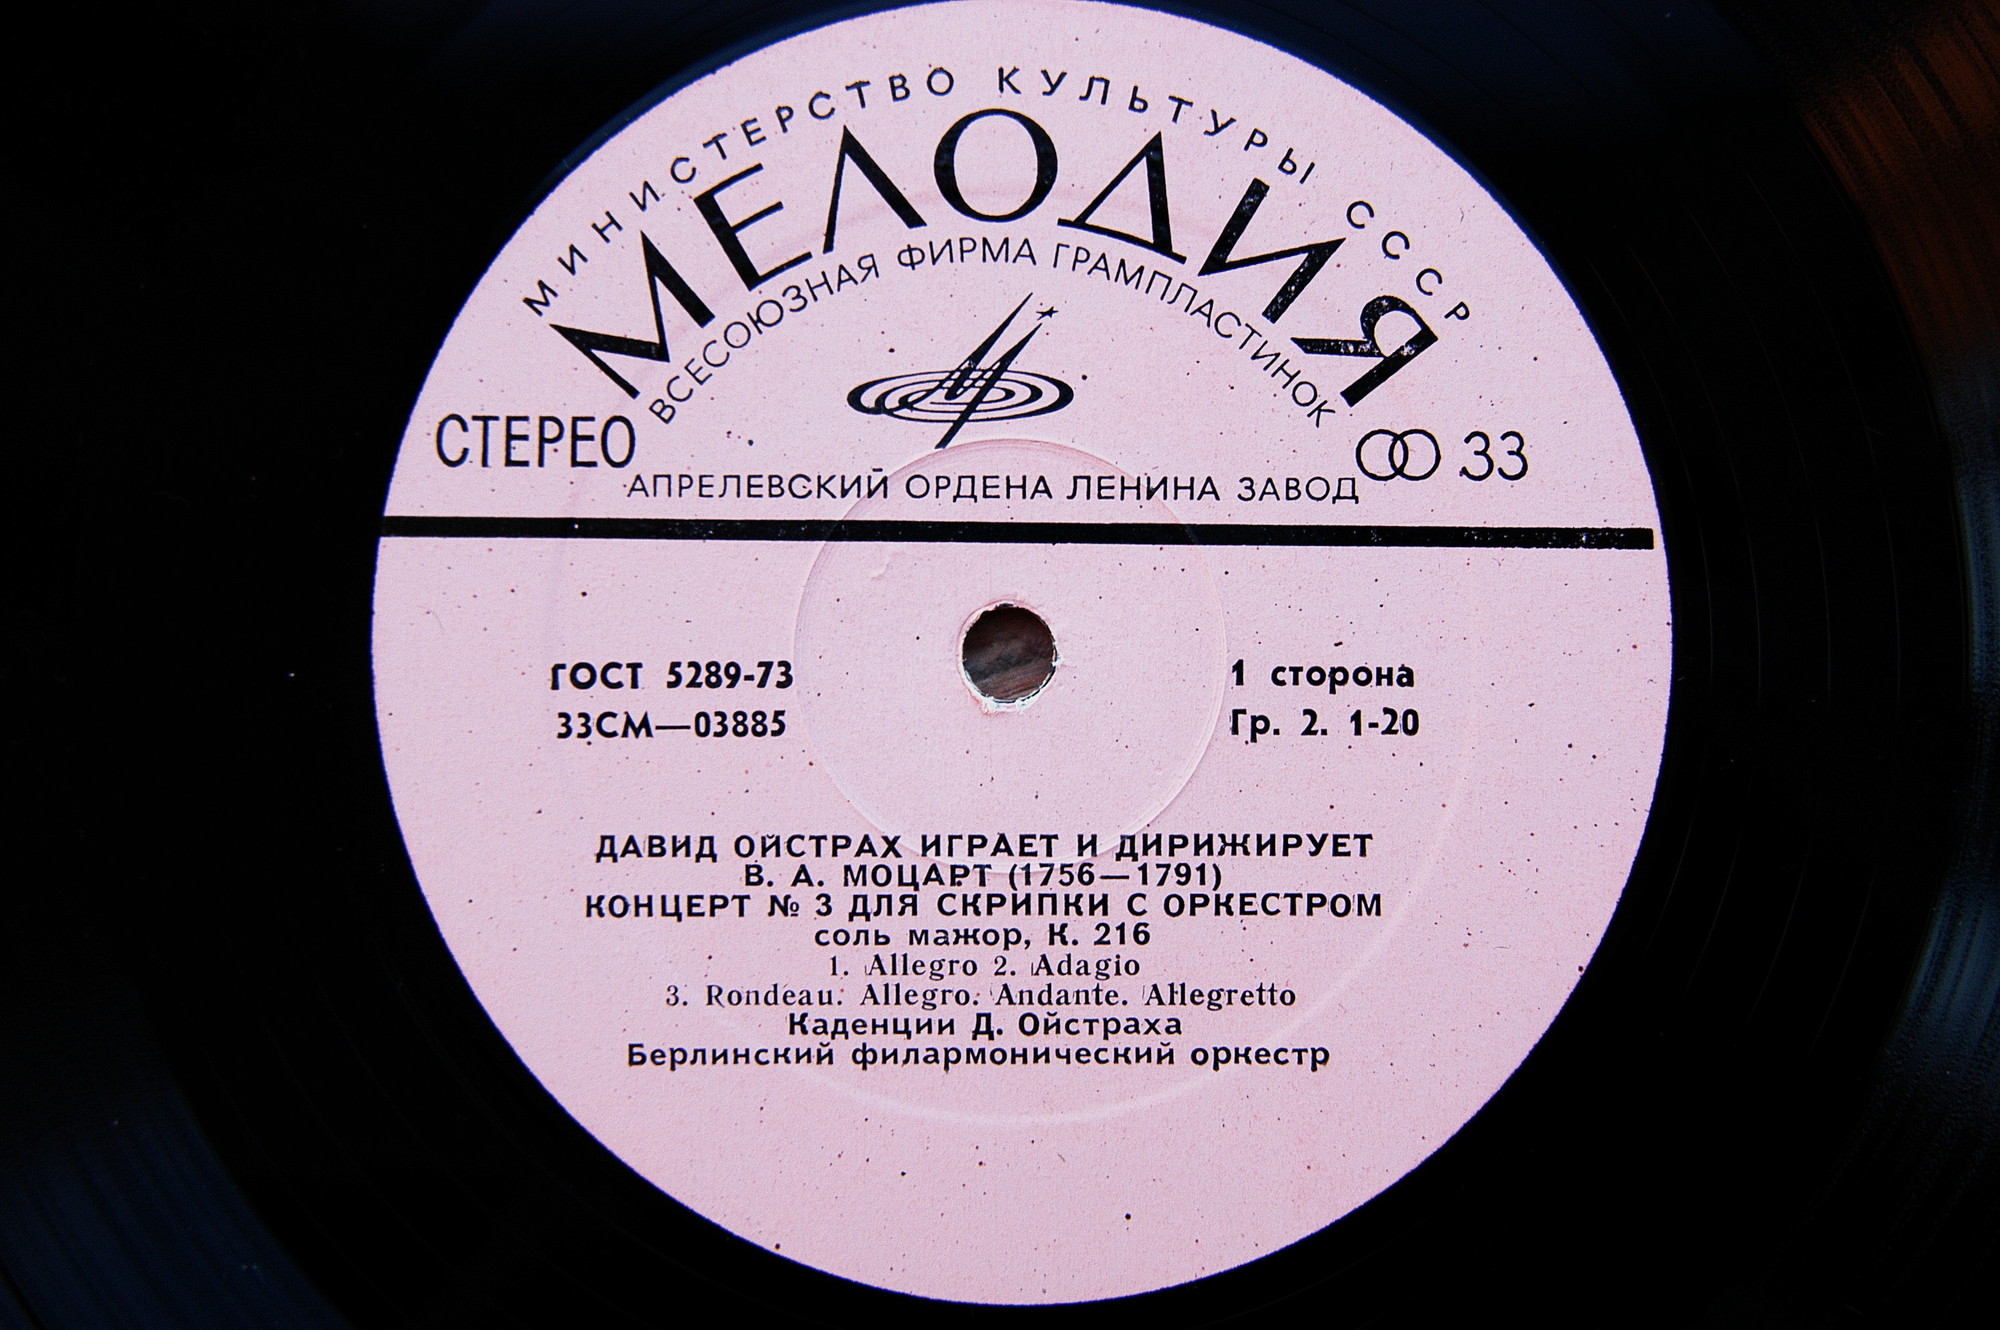 МИНИСТЕРСТВО КУЛЬТУРЫ СССР
МЕЛОДИЯ
ВСЕСОЮЗНАЯ ФИРМА ГРАМПЛАСТИНОК
СТЕРЕО
33
АПРЕЛЕВСКИЙ ОРДЕНА ЛЕНИНА ЗАВОД
ГОСТ 5289-73
33СМ—03885
1 сторона
Гр. 2. 1-20
ДАВИД ОЙСТРАХ ИГРАЕТ И ДИРИЖИРУЕТ
В. А. МОЦАРТ (1756—1791)
КОНЦЕРТ № 3 ДЛЯ СКРИПКИ С ОРКЕСТРОМ
соль мажор, К. 216
1. Allegro 2. Adagio
3. Rondeau: Allegro. Andante. Allegretto
Каденции Д. Ойстраха
Берлинский филармонический оркестр